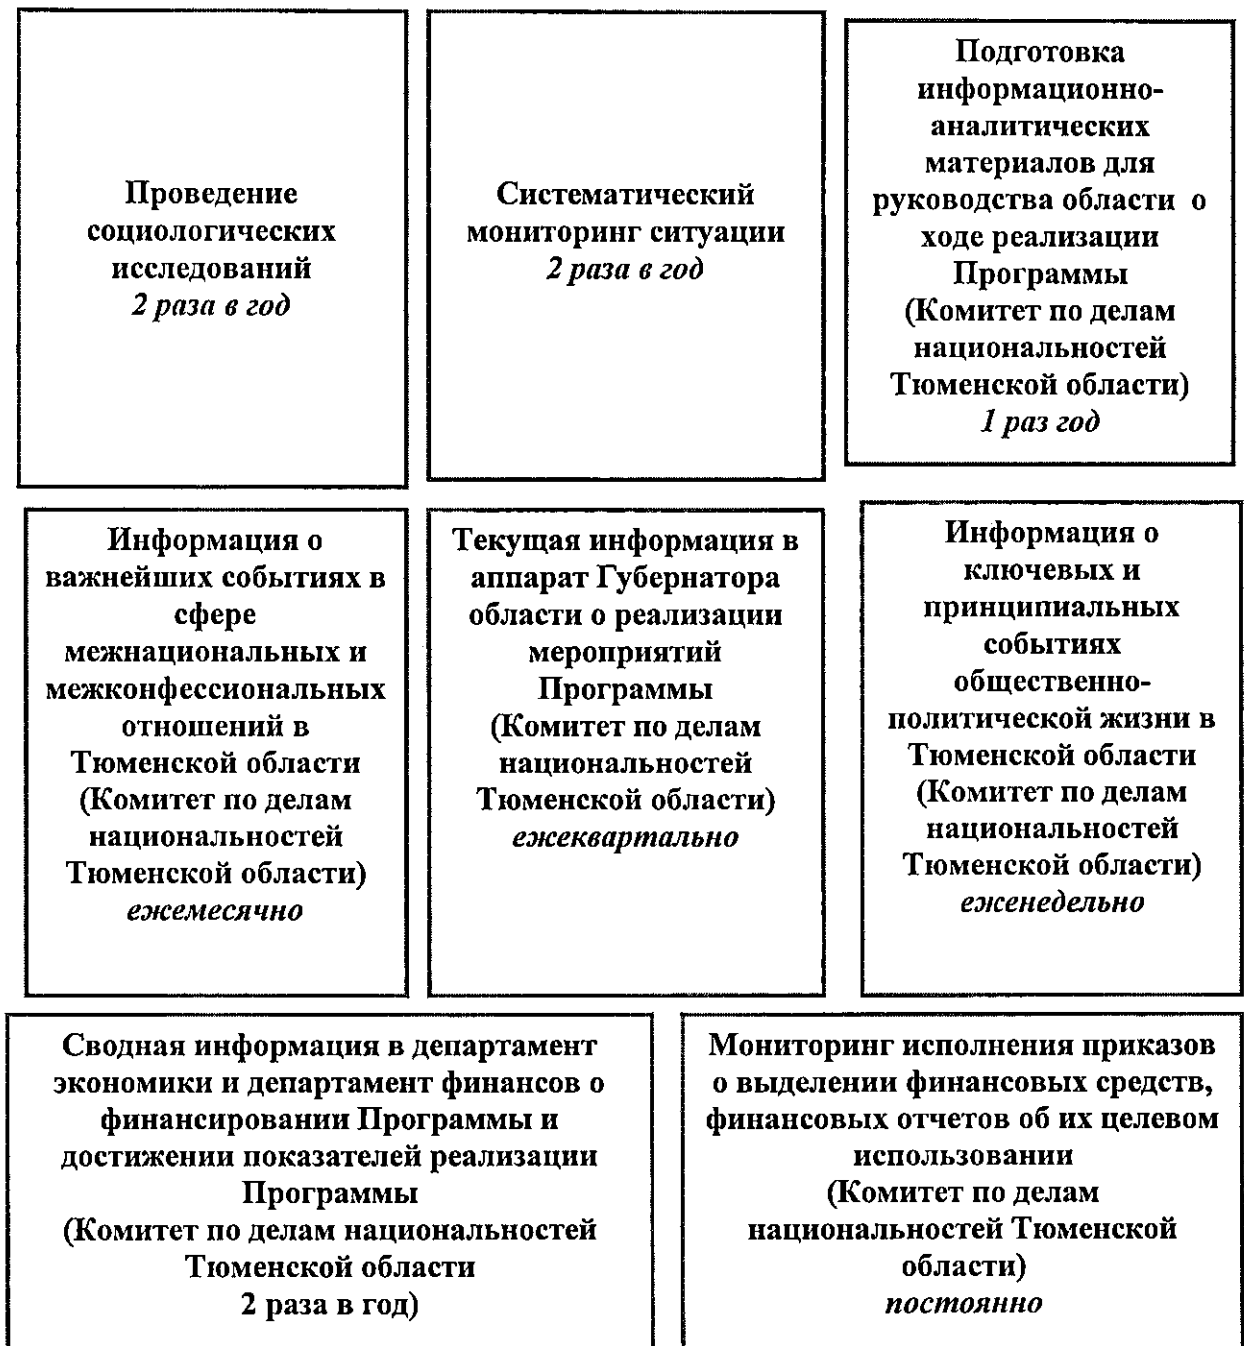 Проведение
социологических
исследований
2 раза в год
Систематический
мониторинг ситуации
2 раза в год
Подготовка
информационно-
аналитических
материалов для
руководства области о
ходе реализации
Программы
(Комитет по делам
национальностей
Тюменской области)
1 раз год
Информация о
важнейших событиях в
сфере
межнациональных и
межконфессиональных
отношений в
Тюменской области
(Комитет по делам
национальностей
Тюменской области)
ежемесячно
Текущая информация в
аппарат Губернатора
области о реализации
мероприятий
Программы
(Комитет по делам
национальностей
Тюменской области)
ежеквартально
Информация о
ключевых и
принципиальных
событиях
общественно-
политической жизни в
Тюменской области
(Комитет по делам
национальностей
Тюменской области)
еженедельно
Сводная информация в департамент
экономики и департамент финансов о
финансировании Программы и
достижении показателей реализации
Программы
(Комитет по делам национальностей
Тюменской области
2 раза в год)
Мониторинг исполнения приказов
о выделении финансовых средств,
финансовых отчетов об их целевом
использовании
(Комитет по делам
национальностей Тюменской
области)
постоянно